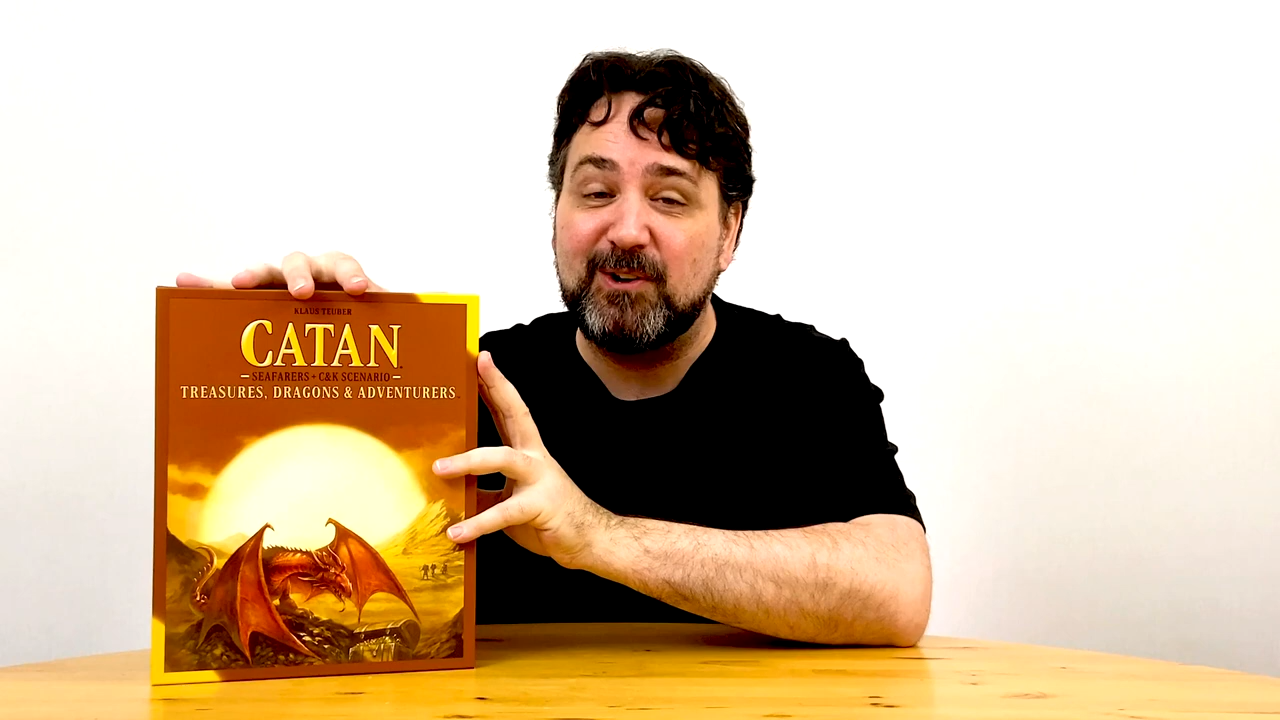 KLAUS TEUBER
CATAN
SEAFARERS + C&K SCENARIO
TREASURES, DRAGONS & ADVENTURERS